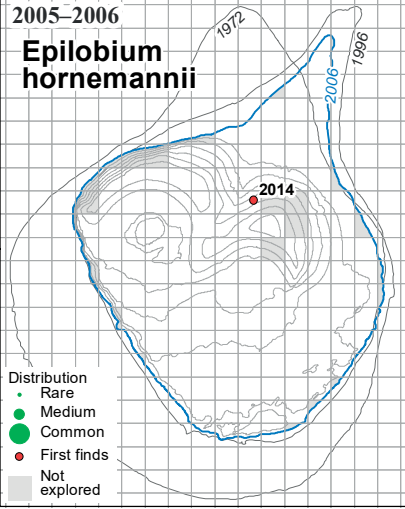 2005–2006
Epilobium
hornemannii
1972
1996
2006
2014
Distribution
Rare
Medium
Common
First finds
Not
explored